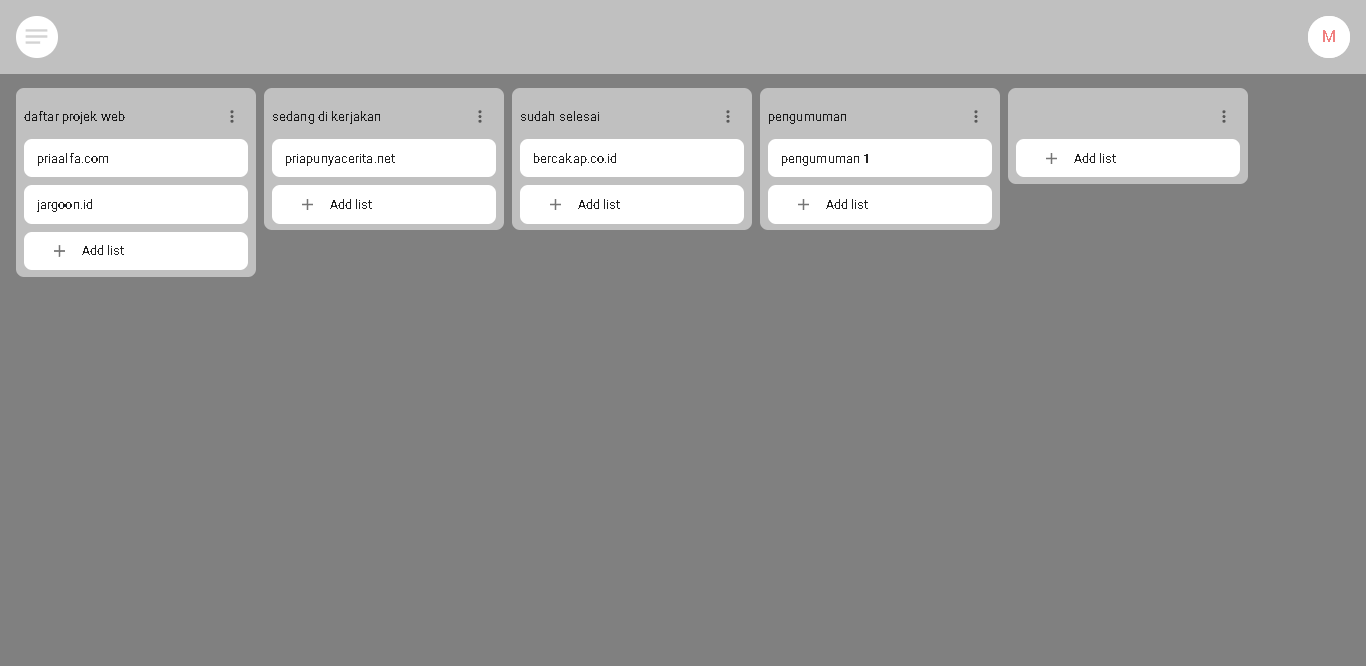 M
daftar projek web
priaalfa.com
jargoon.id
Add list
sedang di kerjakan
priapunyacerita.net
Add list
sudah selesai
bercakap.co.id
Add list
pengumuman
pengumuman 1
Add list
Add list